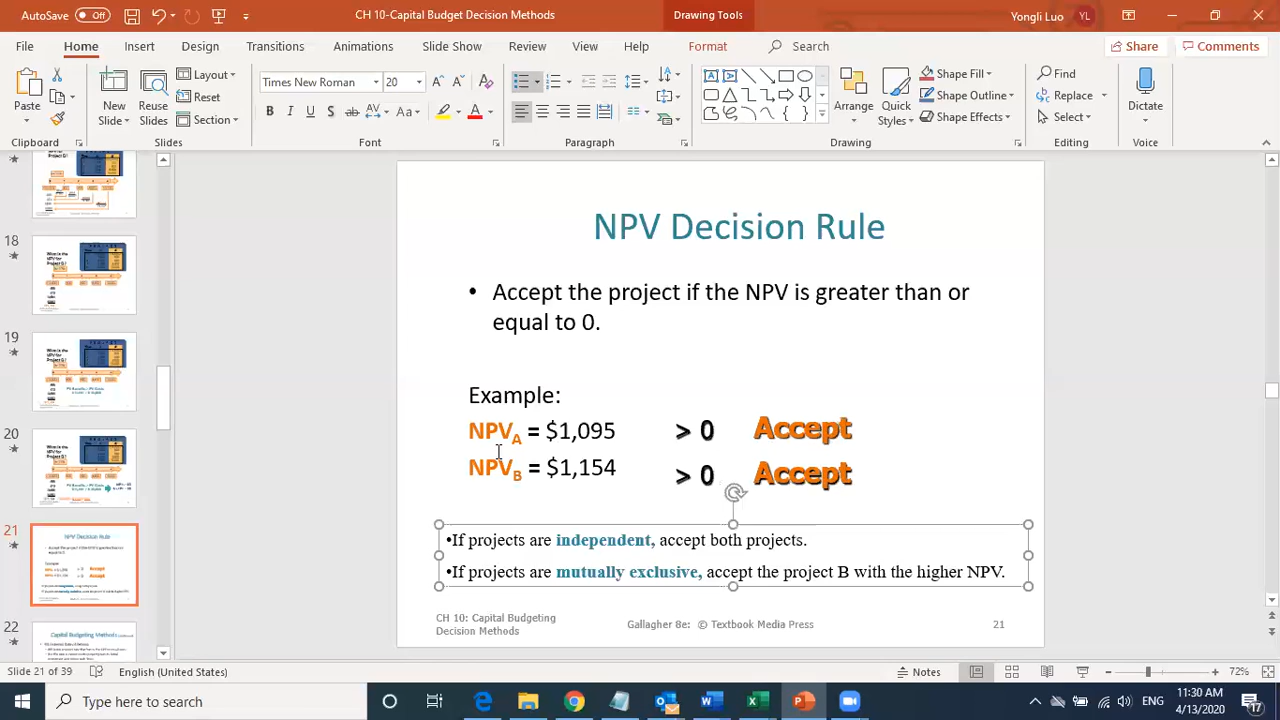 AutoSave Off
CH 10-Capital Budget Decision Methods
Drawing Tools
Yongli Luo YL
File Home Insert Design Transitions Animations Slide Show Review View Help Format Search Share Comments
Paste
New Slide
Reuse Slides
Layout
Reset
Section
Times New Roman 20
Arrange
Quick Styles
Shape Fill
Shape Outline
Shape Effects
Find
Replace
Select
Dictate
Clipboard Slides Font Paragraph Drawing Editing Voice
18
19
20
21
22
NPV Decision Rule
• Accept the project if the NPV is greater than or
equal to 0.
Example:
NPVA = $1,095 > 0 Accept
NPVB = $1,154 > 0 Accept
•If projects are independent, accept both projects.
•If projects are mutually exclusive, accept the project B with the higher NPV.
CH 10: Capital Budgeting
Decision Methods
Gallagher 8e: © Textbook Media Press
21
Slide 21 of 39 English (United States) Notes 72%
Type here to search
ENG
11:30 AM
4/13/2020
17